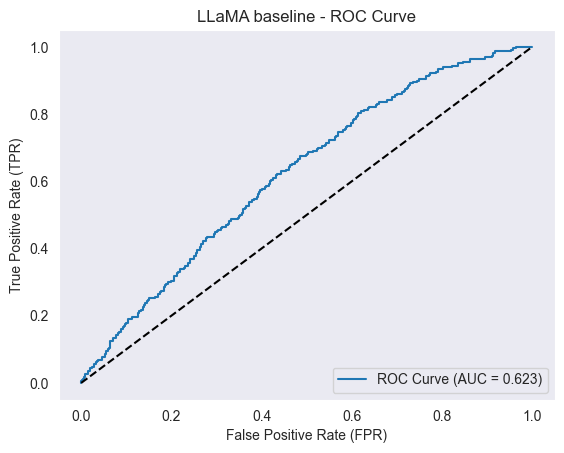 LLaMA baseline - ROC Curve
True Positive Rate (TPR)
1.0
0.8
0.6
0.4
0.2
0.0
ROC Curve (AUC = 0.623)
0.0 0.2 0.4 0.6 0.8 1.0
False Positive Rate (FPR)